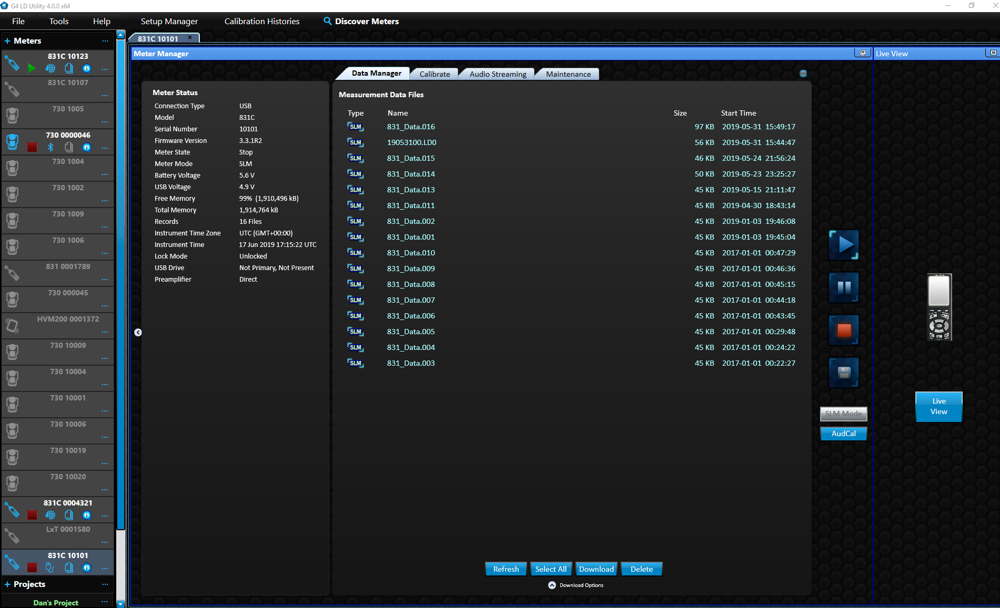 G4 LD Utility 4.0.0 x64
File Tools Help Setup Manager Calibration Histories Discover Meters
+ Meters ...
831C 10123
831C 10107
730 1005
730 0000046
730 1004
730 1002
730 1009
730 1006
831 0001789
730 000045
HVM200 0001372
730 10009
730 10004
730 10001
730 10006
730 10019
730 10020
831C 0004321
LxT 0001580
831C 10101
+ Projects ...
Dan's Project ...
831C 10101 ×
Meter Manager
Meter Status
Connection Type USB
Model 831C
Serial Number 10101
Firmware Version 3.3.1R2
Meter State Stop
Meter Mode SLM
Battery Voltage 5.6 V
USB Voltage 4.9 V
Free Memory 99% (1,910,496 kB)
Total Memory 1,914,764 kB
Records 16 Files
Instrument Time Zone UTC (GMT+00:00)
Instrument Time 17 Jun 2019 17:15:22 UTC
Lock Mode Unlocked
USB Drive Not Primary, Not Present
Preamplifier Direct
Data Manager Calibrate Audio Streaming Maintenance
Measurement Data Files
Type Name Size Start Time
SLM 831_Data.016 97 KB 2019-05-31 15:49:17
SLM 19053100.LD0 56 KB 2019-05-31 15:44:47
SLM 831_Data.015 46 KB 2019-05-24 21:56:24
SLM 831_Data.014 50 KB 2019-05-23 23:25:27
SLM 831_Data.013 45 KB 2019-05-15 21:11:47
SLM 831_Data.011 45 KB 2019-04-30 18:43:14
SLM 831_Data.002 45 KB 2019-01-03 19:46:08
SLM 831_Data.001 45 KB 2019-01-03 19:45:04
SLM 831_Data.010 45 KB 2017-01-01 00:47:29
SLM 831_Data.009 45 KB 2017-01-01 00:46:36
SLM 831_Data.008 45 KB 2017-01-01 00:45:15
SLM 831_Data.007 45 KB 2017-01-01 00:44:18
SLM 831_Data.006 45 KB 2017-01-01 00:43:45
SLM 831_Data.005 45 KB 2017-01-01 00:29:48
SLM 831_Data.004 45 KB 2017-01-01 00:24:22
SLM 831_Data.003 45 KB 2017-01-01 00:22:27
Refresh Select All Download Delete
Download Options
SLM Mode
AudCal
Live View
Live
View